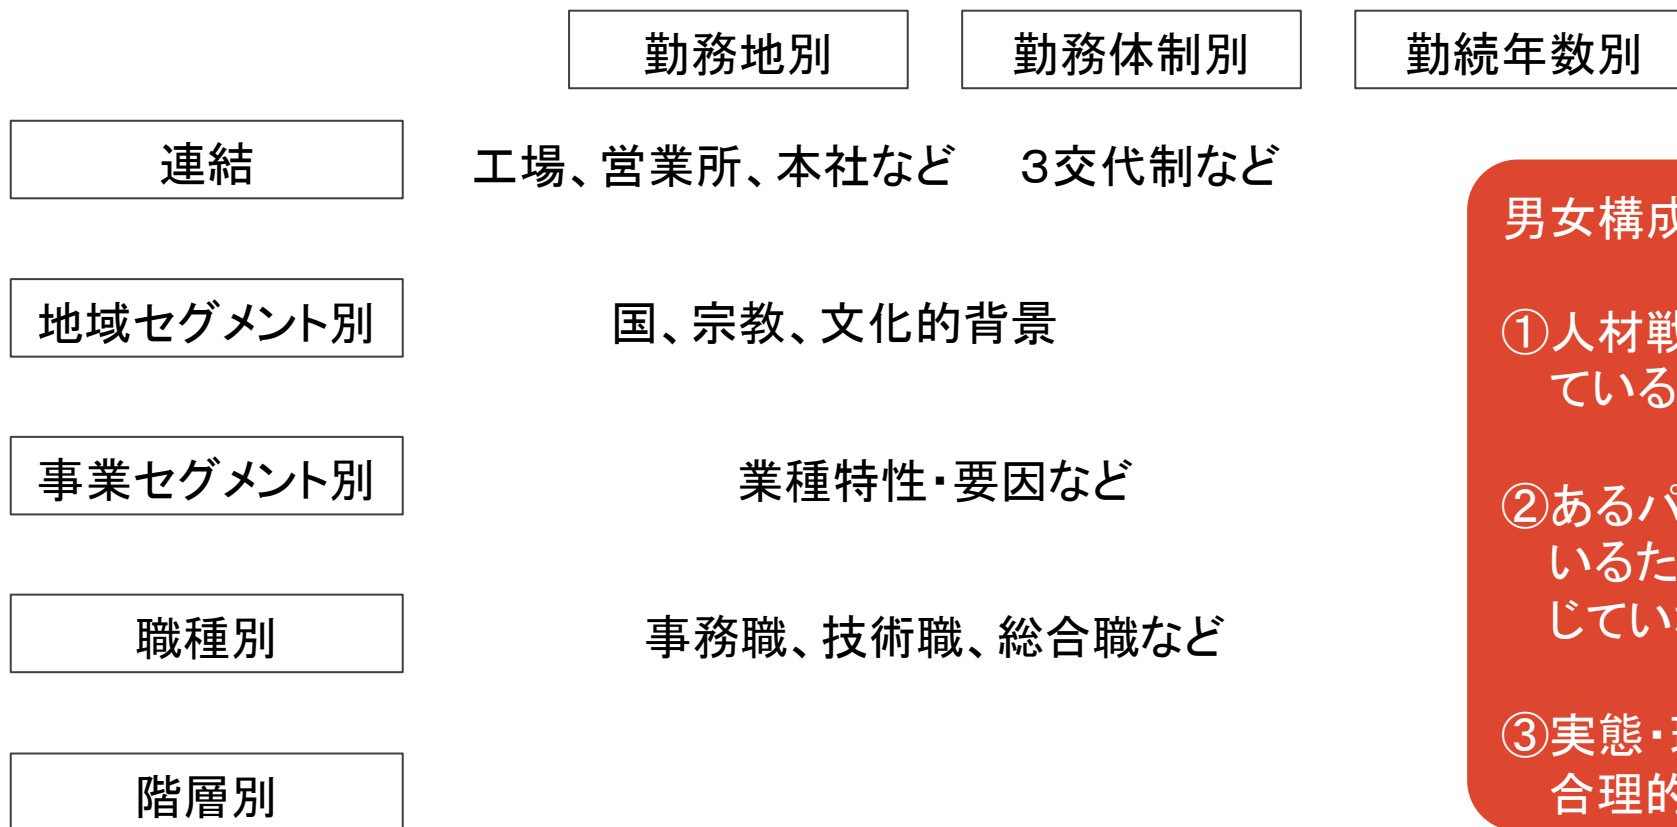 勤務地別
勤務体制別
勤続年数別
連結
工場、営業所、本社など
3交代制など
地域セグメント別
国、宗教、文化的背景
事業セグメント別
業種特性・要因など
職種別
事務職、技術職、総合職など
階層別
男女構成
①人材戦
ている
②あるパ
いるた
じてい
③実態・
合理的